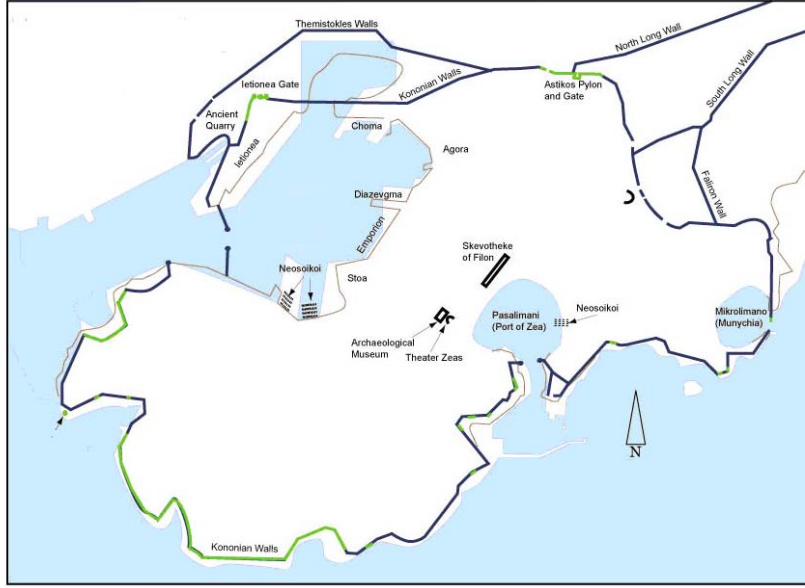 Themistokles Walls
North Long Wall
South Long Wall
Ietionea Gate
Kononian Walls
Astikos Pylon
and Gate
Ancient
Quarry
Ietionea
Choma
Agora
Faliron Wall
Diazevgma
Emporion
Skevotheke
of Filon
Neosoikoi
Stoa
Pasalimani
(Port of Zea)
Neosoikoi
Mikrolimano
(Munychia)
Archaeological
Museum
Theater Zeas
N
Kononian Walls